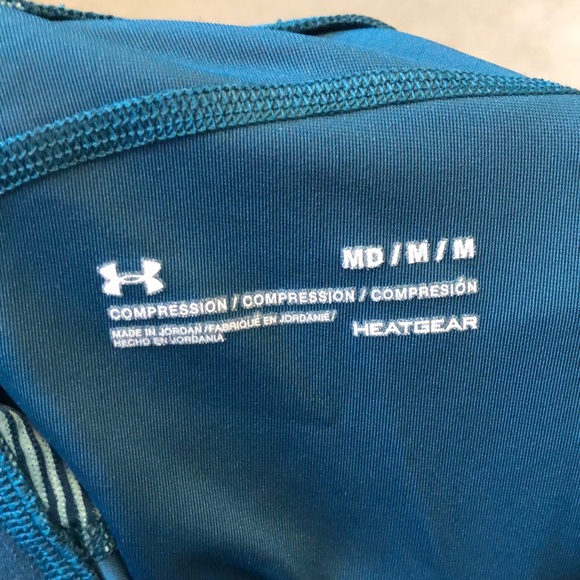 MD / M / M
COMPRESSION / COMPRESSION / COMPRESIÓN
MADE IN JORDAN / FABRIQUÉ EN JORDANIE /
HECHO EN JORDANIA
HEATGEAR